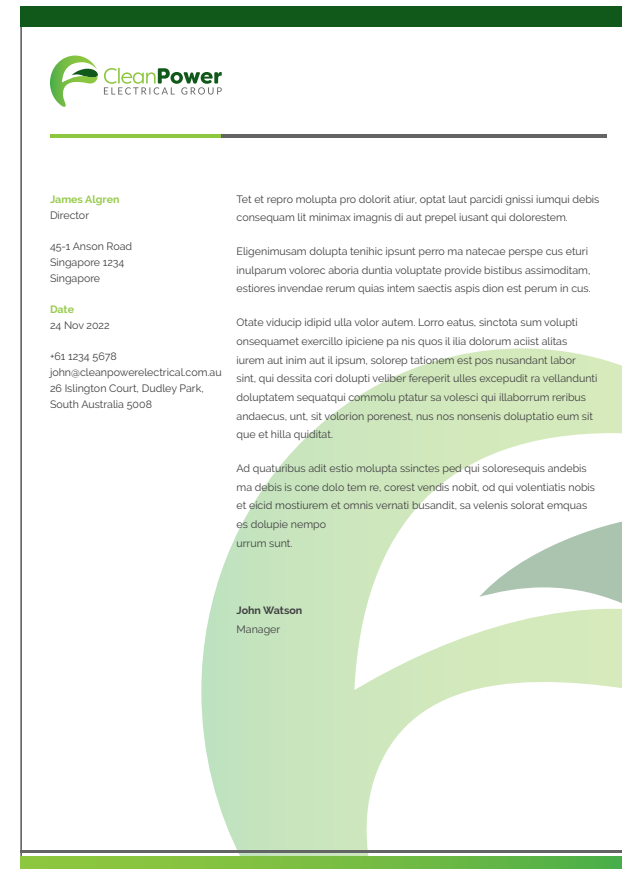 CleanPower
ELECTRICAL GROUP
James Algren
Director
45-1 Anson Road
Singapore 1234
Singapore
Date
24 Nov 2022
+61 1234 5678
john@cleanpowerelectrical.com.au
26 Islington Court, Dudley Park,
South Australia 5008
Tet et repro molupta pro dolorit atiur, optat laut parcidi gnissi iumqui debis
consequam lit minimax imagnis di aut prepel iusant qui dolorestem.
Eligenimusam dolupta tenihic ipsunt perro ma natecae perspe cus eturi
inulparum volorec aboria duntia voluptate provide bistibus assimoditam,
estiores invendae rerum quias intem saectis aspis dion est perum in cus.
Otate viducip idipid ulla volor autem. Lorro eatus, sinctota sum volupti
onsequamet exercillo ipiciene pa nis quos il ilia dolorum aciist alitas
iurem aut inim aut il ipsum, solorep tationem est pos nusandant labor
sint, qui dessita cori dolupti veliber fereperit ulles excepudit ra vellandunti
doluptatem sequatqui commolu ptatur sa volesci qui illaborrum reribus
andaecus, unt, sit volorion porenest, nus nos nonsenis doluptatio eum sit
que et hilla quiditat.
Ad quaturibus adit estio molupta ssinctes ped qui soloresequis andebis
ma debis is cone dolo tem re, corest vendis nobit, od qui volentiatis nobis
et eicid mostiurem et omnis vernati busandit, sa velenis solorat emquas
es dolupie nempo
urrum sunt.
John Watson
Manager